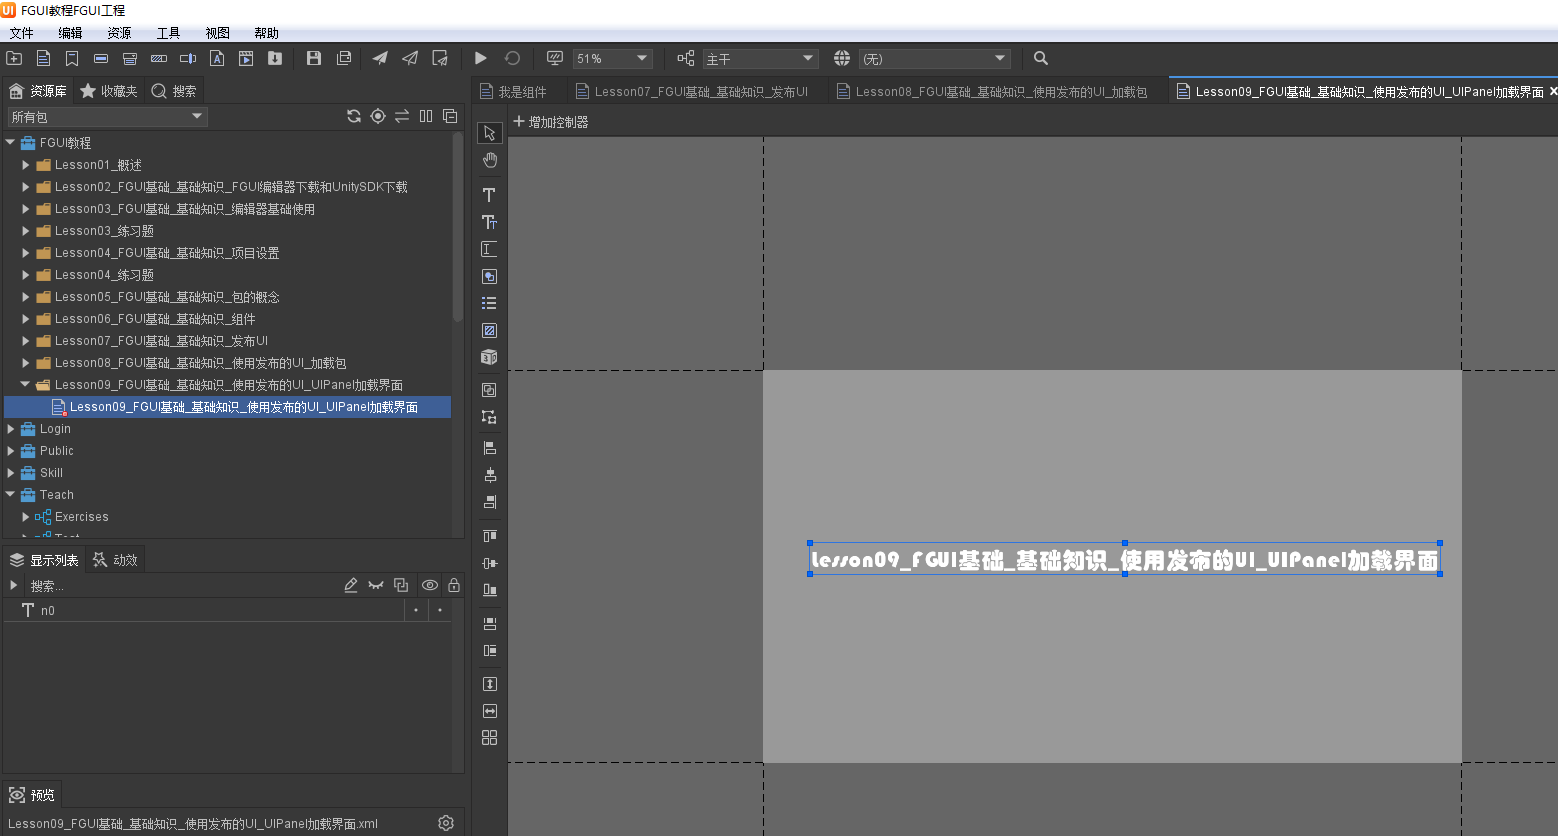 UI FGUI教程FGUI工程
文件 编辑 资源 工具 视图 帮助
51% 主干 (无)
资源库 收藏夹 搜索
我是组件 Lesson07_FGUI基础_基础知识_发布UI Lesson08_FGUI基础_基础知识_使用发布的UI_加载包 Lesson09_FGUI基础_基础知识_使用发布的UI_UIPanel加载界面
所有包
增加控制器
FGUI教程
Lesson01_概述
Lesson02_FGUI基础_基础知识_FGUI编辑器下载和UnitySDK下载
Lesson03_FGUI基础_基础知识_编辑器基础使用
Lesson03_练习题
Lesson04_FGUI基础_基础知识_项目设置
Lesson04_练习题
Lesson05_FGUI基础_基础知识_包的概念
Lesson06_FGUI基础_基础知识_组件
Lesson07_FGUI基础_基础知识_发布UI
Lesson08_FGUI基础_基础知识_使用发布的UI_加载包
Lesson09_FGUI基础_基础知识_使用发布的UI_UIPanel加载界面
Lesson09_FGUI基础_基础知识_使用发布的UI_UIPanel加载界面
Login
Public
Skill
Teach
Exercises
Lesson09_FGUI基础_基础知识_使用发布的UI_UIPanel加载界面
显示列表 动效
搜索...
n0
预览
Lesson09_FGUI基础_基础知识_使用发布的UI_UIPanel加载界面.xml